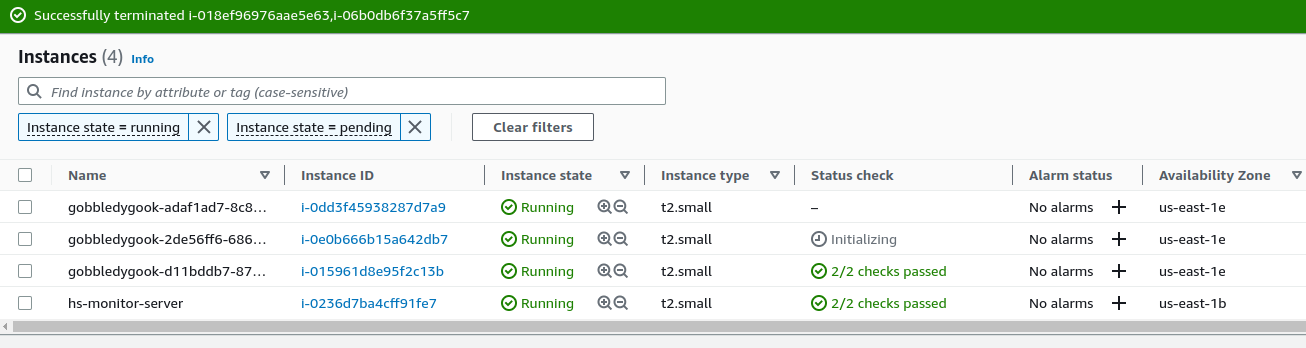 Successfully terminated i-018ef96976aae5e63,i-06b0db6f37a5ff5c7
Instances (4) Info
Find instance by attribute or tag (case-sensitive)
Instance state = running Instance state = pending Clear filters
Name Instance ID Instance state Instance type Status check Alarm status Availability Zone
gobbledygook-adaf1ad7-8c8... i-0dd3f45938287d7a9 Running t2.small – No alarms + us-east-1e
gobbledygook-2de56ff6-686... i-0e0b666b15a642db7 Running t2.small Initializing No alarms + us-east-1e
gobbledygook-d11bddb7-87... i-015961d8e95f2c13b Running t2.small 2/2 checks passed No alarms + us-east-1e
hs-monitor-server i-0236d7ba4cff91fe7 Running t2.small 2/2 checks passed No alarms + us-east-1b